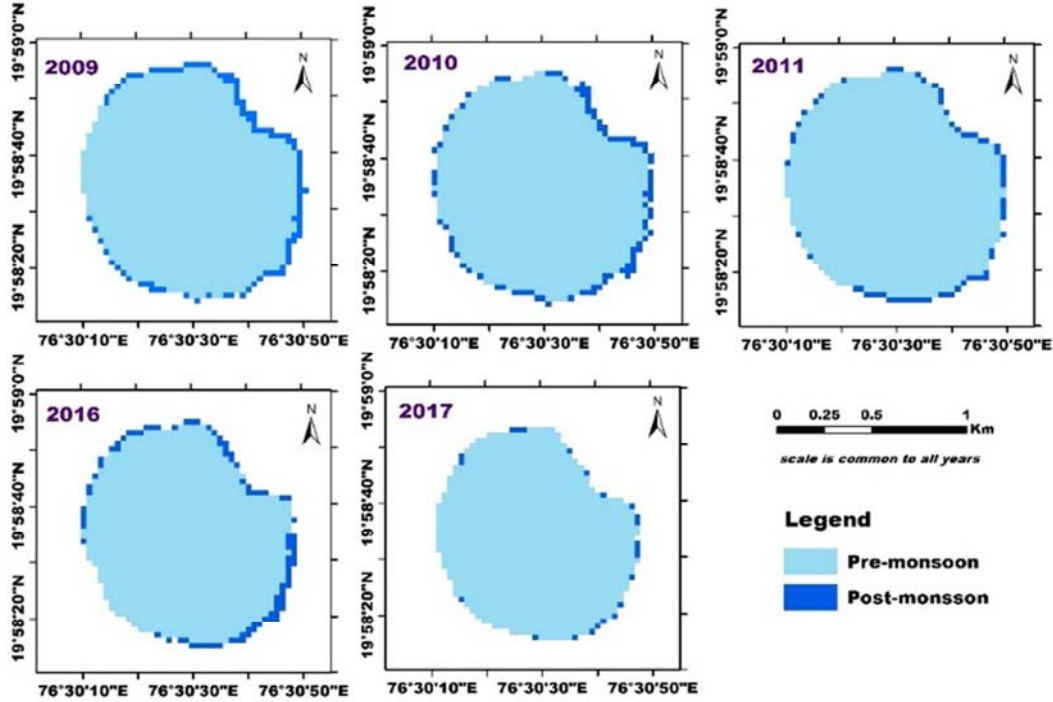 2009
N
19°59'0"N
19°58'40"N
19°58'20"N
76°30'10"E 76°30'30"E 76°30'50"E
2010
N
19°59'0"N
19°58'40"N
19°58'20"N
76°30'10"E 76°30'30"E 76°30'50"E
2011
N
19°59'0"N
19°58'40"N
19°58'20"N
76°30'10"E 76°30'30"E 76°30'50"E
2016
N
19°59'0"N
19°58'40"N
19°58'20"N
76°30'10"E 76°30'30"E 76°30'50"E
2017
N
19°59'0"N
19°58'40"N
19°58'20"N
76°30'10"E 76°30'30"E 76°30'50"E
0 0.25 0.5 1
Km
scale is common to all years
Legend
Pre-monsoon
Post-monsson